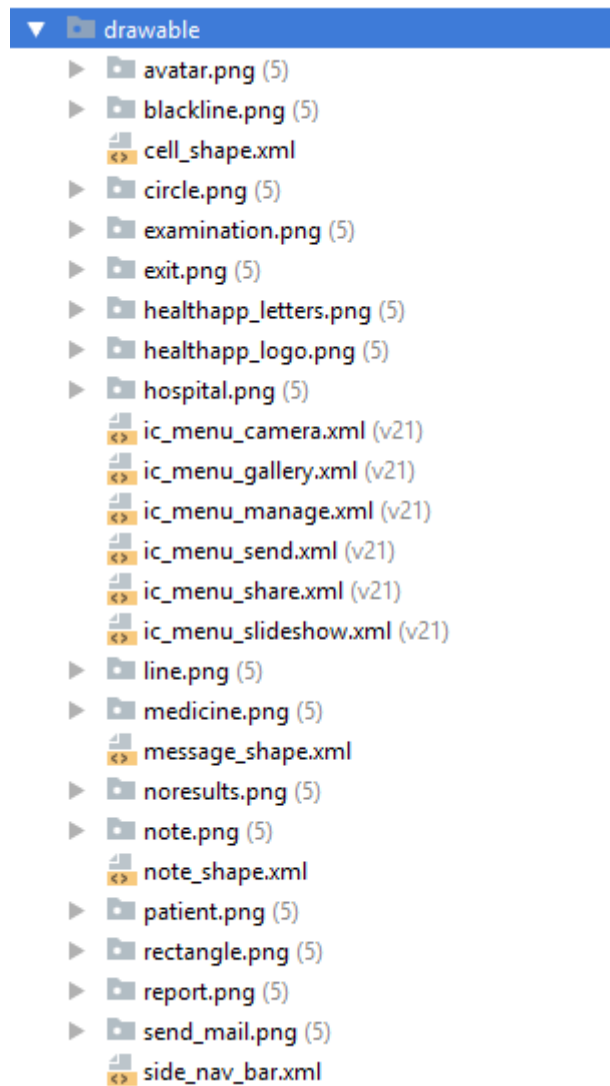 drawable
avatar.png (5)
blackline.png (5)
cell_shape.xml
circle.png (5)
examination.png (5)
exit.png (5)
healthapp_letters.png (5)
healthapp_logo.png (5)
hospital.png (5)
ic_menu_camera.xml (v21)
ic_menu_gallery.xml (v21)
ic_menu_manage.xml (v21)
ic_menu_send.xml (v21)
ic_menu_share.xml (v21)
ic_menu_slideshow.xml (v21)
line.png (5)
medicine.png (5)
message_shape.xml
noresults.png (5)
note.png (5)
note_shape.xml
patient.png (5)
rectangle.png (5)
report.png (5)
send_mail.png (5)
side_nav_bar.xml